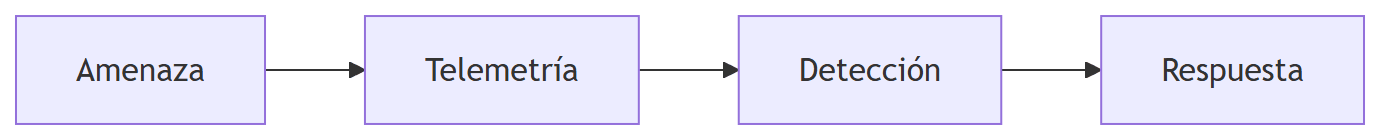 Amenaza
Telemetría
Detección
Respuesta